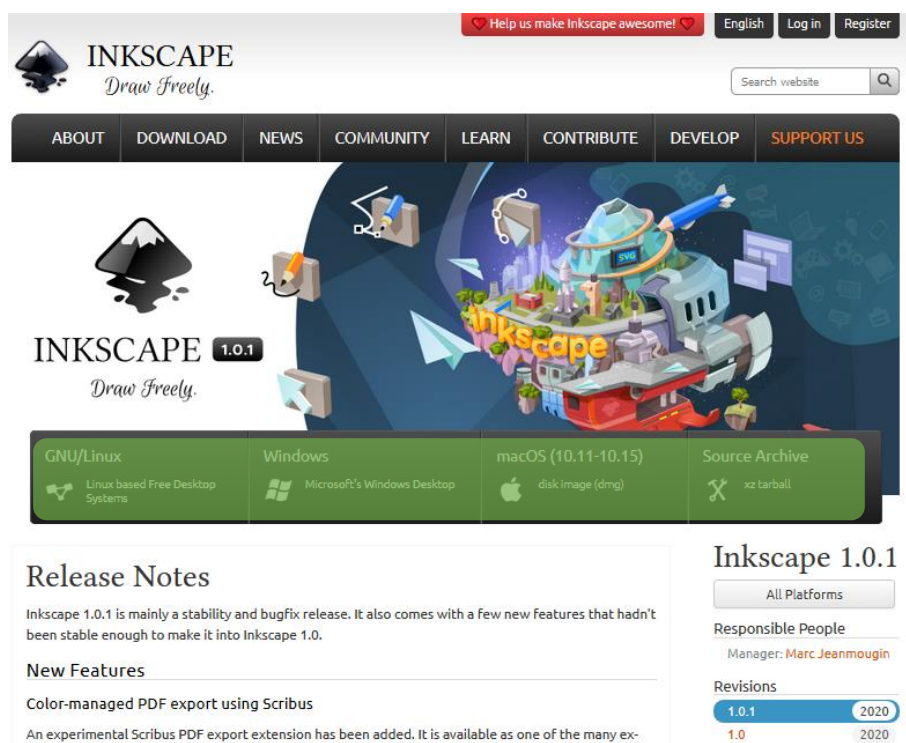 Help us make Inkscape awesome!
English
Log in
Register
INKSCAPE
Draw Freely.
Search website
ABOUT
DOWNLOAD
NEWS
COMMUNITY
LEARN
CONTRIBUTE
DEVELOP
SUPPORT US
SVG
inkscape
INKSCAPE 1.0.1
Draw Freely.
GNU/Linux
Linux based Free Desktop
Systems
Windows
Microsoft's Windows Desktop
macOS (10.11-10.15)
disk image (dmg)
Source Archive
xz tarball
Release Notes
Inkscape 1.0.1 is mainly a stability and bugfix release. It also comes with a few new features that hadn't
been stable enough to make it into Inkscape 1.0.
New Features
Color-managed PDF export using Scribus
An experimental Scribus PDF export extension has been added. It is available as one of the many ex-
Inkscape 1.0.1
All Platforms
Responsible People
Manager: Marc Jeanmougin
Revisions
1.0.1 2020
1.0 2020